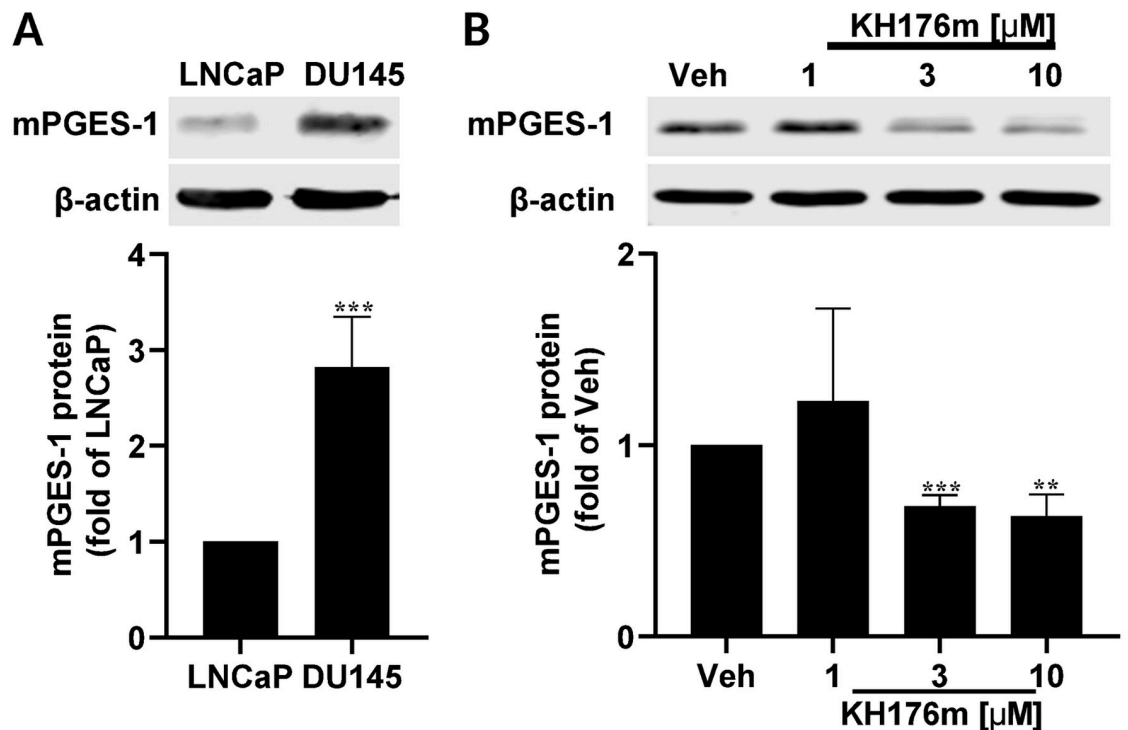 A
LNCaP DU145
mPGES-1
β-actin
mPGES-1 protein
(fold of LNCaP)
4
3
2
1
0
***
LNCaP DU145
B
KH176m [µM]
Veh 1 3 10
mPGES-1
β-actin
mPGES-1 protein
(fold of Veh)
2
1
0
*** **
Veh 1 3 10
KH176m [µM]